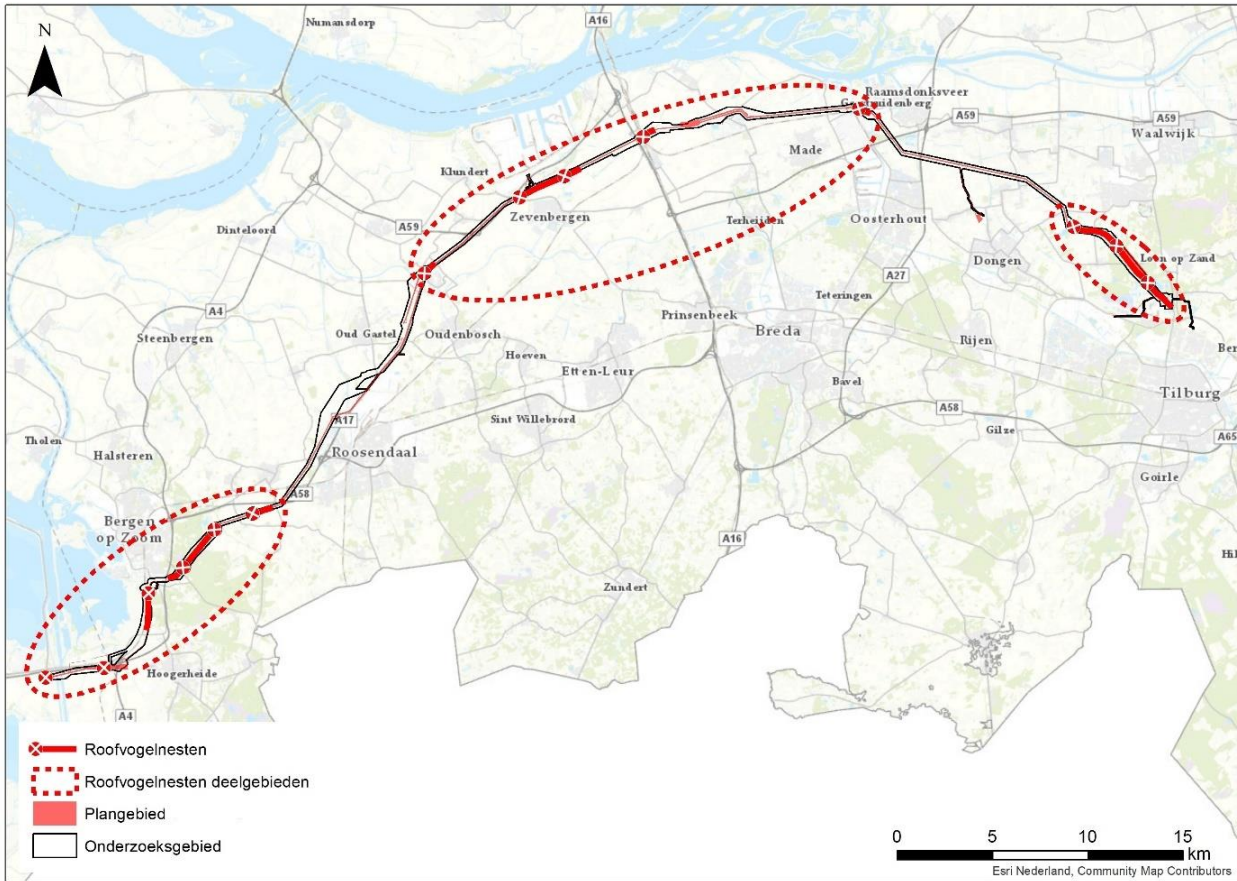 Numansdorp
A16
N
Raamsdonksveer
Geertruidenberg
A59
A59
Waalwijk
Made
Klundert
Zevenbergen
Terheijden
Oosterhout
A59
Dinteloord
Dongen
Loon op Zand
A27
A4
Teteringen
Prinsenbeek
Steenbergen
Oud Gastel
Oudenbosch
Breda
Rijen
Hoeven
Etten-Leur
Ber
Bavel
Tilburg
A17
Sint Willebrord
A58
Gilze
Tholen
A65
Roosendaal
Halsteren
Goirle
A58
Bergen
op Zoom
A16
Hil
Zundert
Hoogerheide
A4
Roofvogelnesten
Roofvogelnesten deelgebieden
Plangebied
Onderzoeksgebied
0 5 10 15
km
Esri Nederland, Community Map Contributors